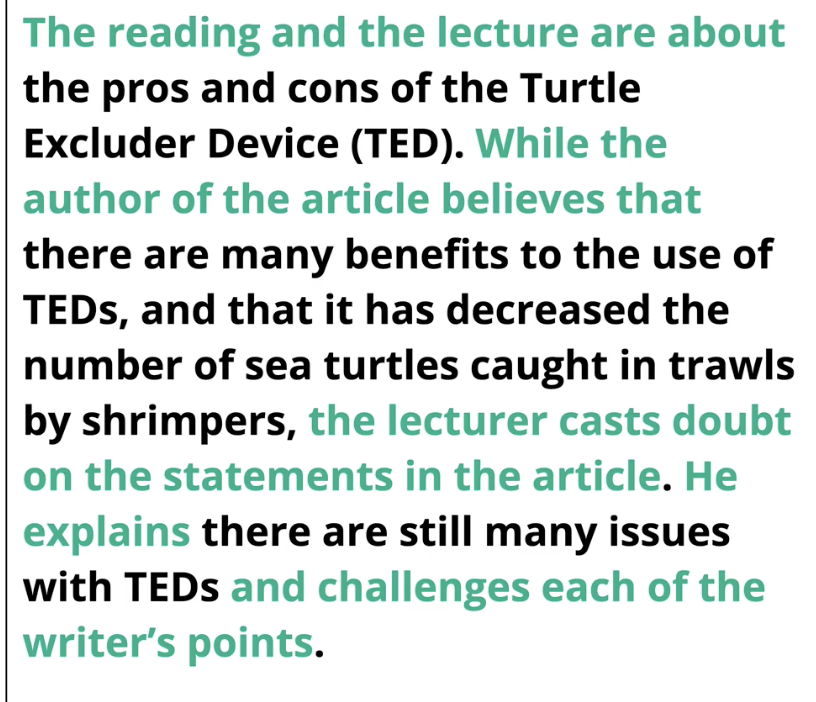 The reading and the lecture are about
the pros and cons of the Turtle
Excluder Device (TED). While the
author of the article believes that
there are many benefits to the use of
TEDs, and that it has decreased the
number of sea turtles caught in trawls
by shrimpers, the lecturer casts doubt
on the statements in the article. He
explains there are still many issues
with TEDs and challenges each of the
writer’s points.